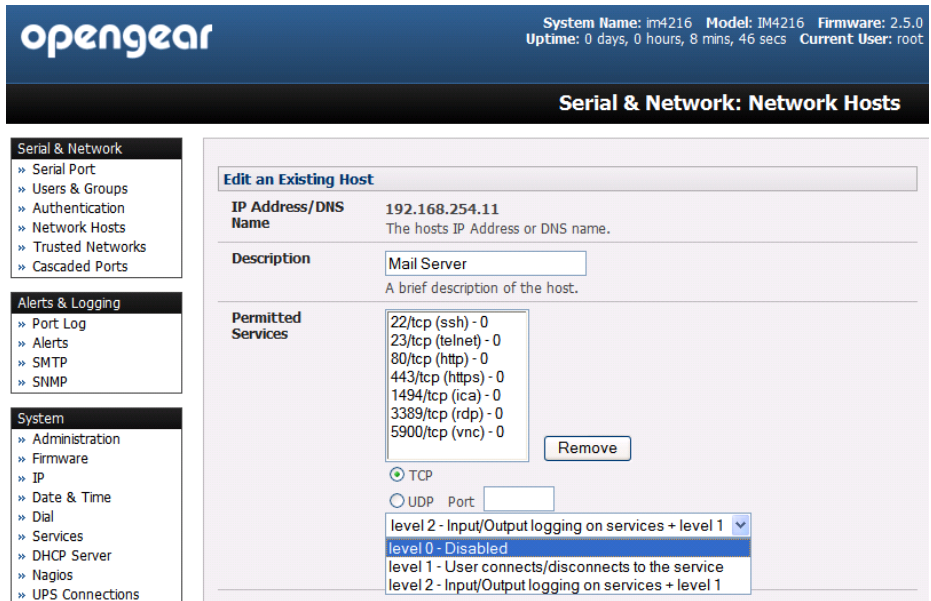 opengear
System Name: im4216 Model: IM4216 Firmware: 2.5.0
Uptime: 0 days, 0 hours, 8 mins, 46 secs Current User: root
Serial & Network: Network Hosts
Serial & Network
» Serial Port
» Users & Groups
» Authentication
» Network Hosts
» Trusted Networks
» Cascaded Ports
Alerts & Logging
» Port Log
» Alerts
» SMTP
» SNMP
System
» Administration
» Firmware
» IP
» Date & Time
» Dial
» Services
» DHCP Server
» Nagios
» UPS Connections
Edit an Existing Host
IP Address/DNS
Name
192.168.254.11
The hosts IP Address or DNS name.
Description
Mail Server
A brief description of the host.
Permitted
Services
22/tcp (ssh) - 0
23/tcp (telnet) - 0
80/tcp (http) - 0
443/tcp (https) - 0
1494/tcp (ica) - 0
3389/tcp (rdp) - 0
5900/tcp (vnc) - 0
Remove
TCP
UDP Port
level 2 - Input/Output logging on services + level 1
level 0 - Disabled
level 1 - User connects/disconnects to the service
level 2 - Input/Output logging on services + level 1